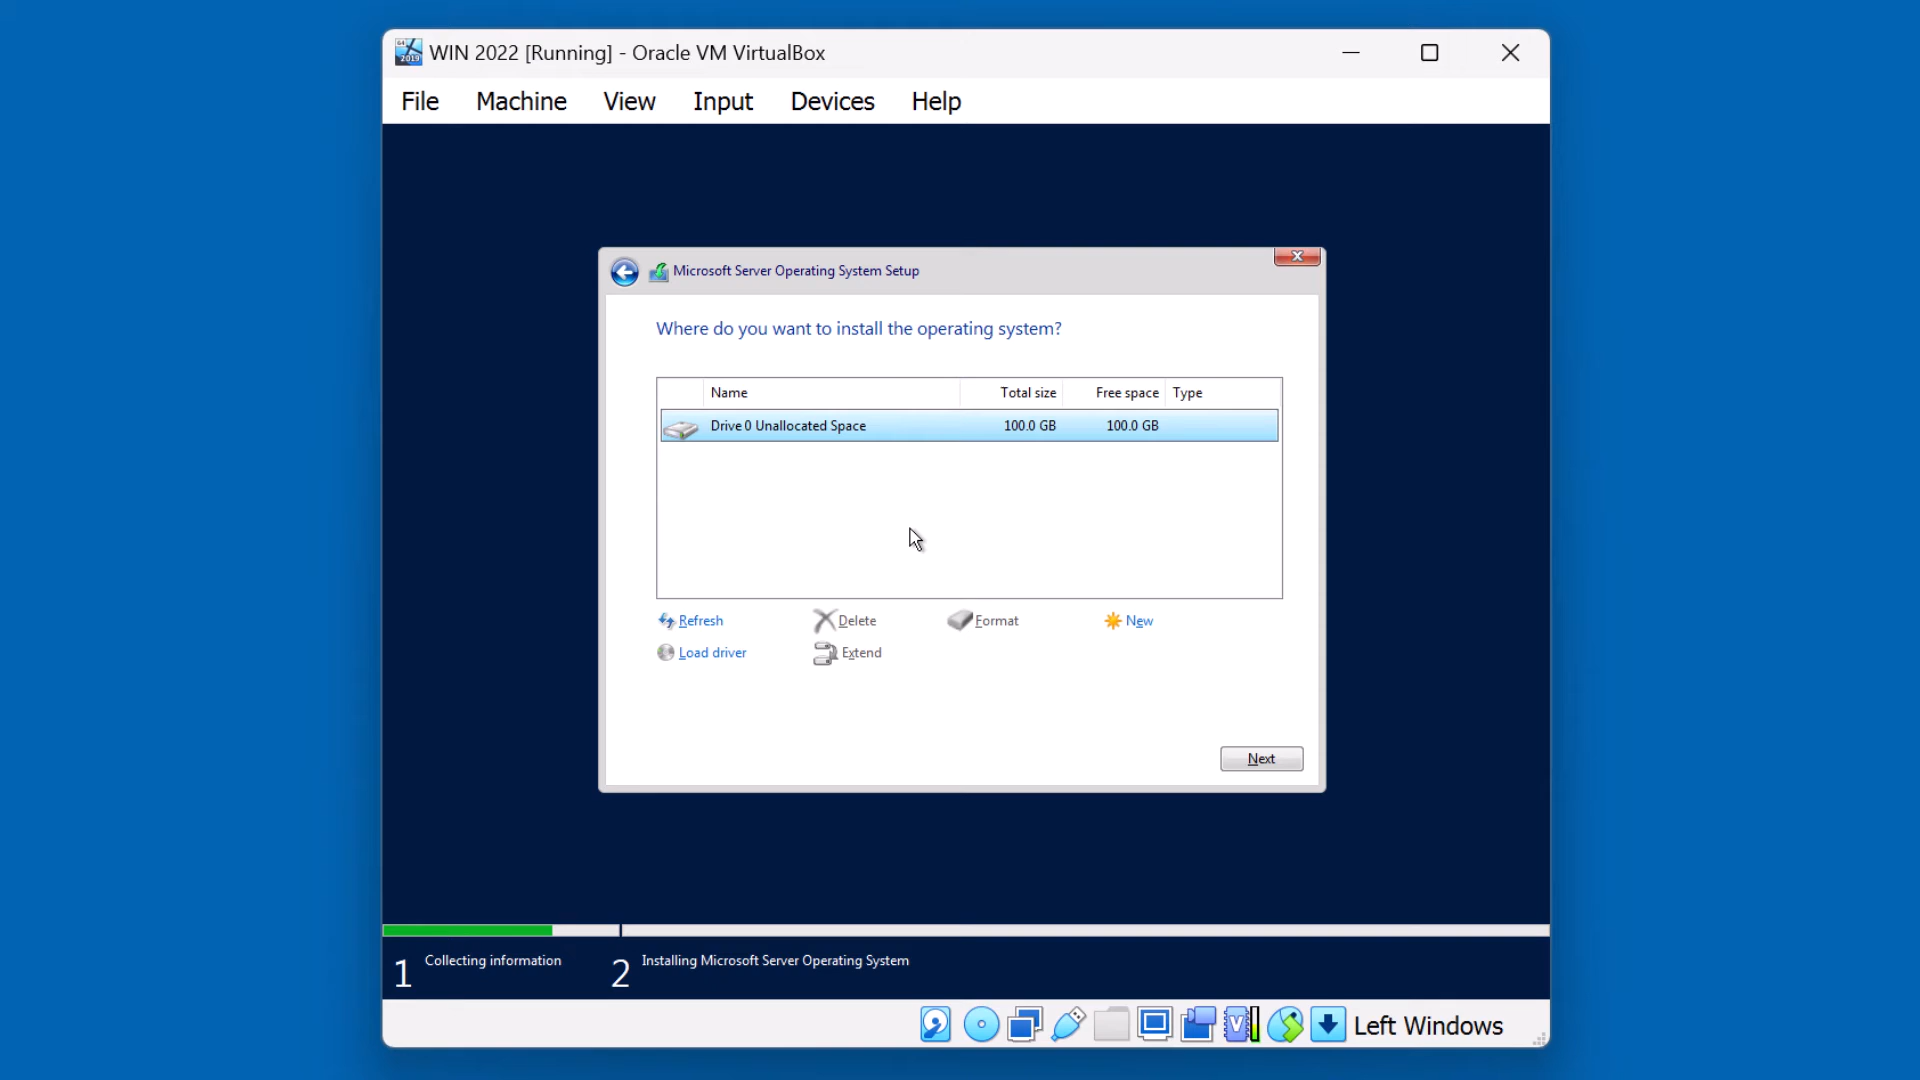 WIN 2022 [Running] - Oracle VM VirtualBox
File Machine View Input Devices Help
Microsoft Server Operating System Setup
Where do you want to install the operating system?
Name Total size Free space Type
Drive 0 Unallocated Space 100.0 GB 100.0 GB
Refresh Delete Format New
Load driver Extend
Next
1 Collecting information 2 Installing Microsoft Server Operating System
Left Windows